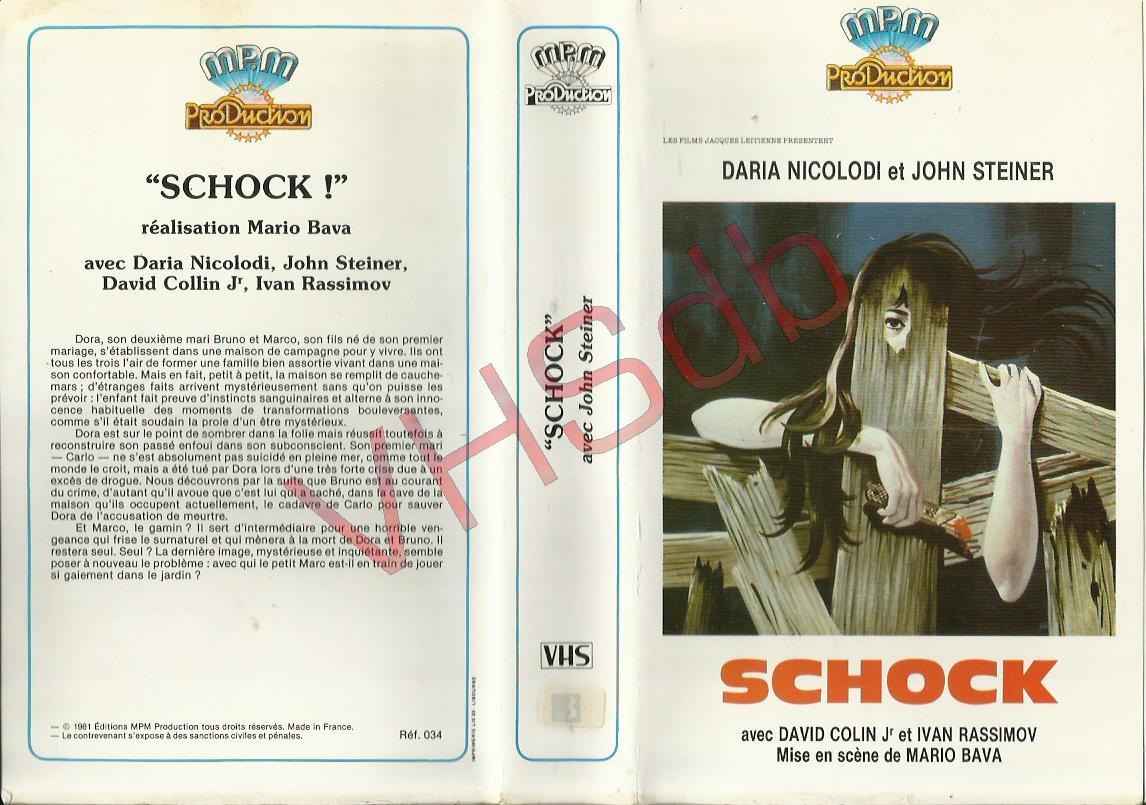 MPM
PRODUCTION
“SCHOCK !”
réalisation Mario Bava
avec Daria Nicolodi, John Steiner,
David Collin Jr, Ivan Rassimov
Dora, son deuxième mari Bruno et Marco, son fils né de son premier
mariage, s'établissent dans une maison de campagne pour y vivre. Ils ont
tous les trois l'air de former une famille bien assortie vivant dans une mai-
son confortable. Mais en fait, petit à petit, la maison se remplit de cauche-
mars ; d'étranges faits arrivent mystérieusement sans qu'on puisse les
prévoir : l'enfant fait preuve d'instincts sanguinaires et alterne à son inno-
cence habituelle des moments de transformations bouleversantes,
comme s'il était soudain la proie d'un être mystérieux.
Dora est sur le point de sombrer dans la folie mais réussit toutefois à
reconstruire son passé enfoui dans son subconscient. Son premier mari
— Carlo — ne s'est absolument pas suicidé en pleine mer, comme tout le
monde le croit, mais a été tué par Dora lors d'une très forte crise due à un
excès de drogue. Nous découvrons par la suite que Bruno est au courant
du crime, d'autant qu'il avoue que c'est lui qui a caché, dans la cave de la
maison qu'ils occupent actuellement, le cadavre de Carlo pour sauver
Dora de l'accusation de meurtre.
Et Marco, le gamin ? Il sert d'intermédiaire pour une horrible ven-
geance qui frise le surnaturel et qui mènera à la mort de Dora et Bruno. Il
restera seul. Seul ? La dernière image, mystérieuse et inquiétante, semble
poser à nouveau le problème : avec qui le petit Marc est-il en train de jouer
si gaiement dans le jardin ?
— © 1981 Éditions MPM Production tous droits réservés. Made in France.
— Le contrevenant s'expose à des sanctions civiles et pénales.
Réf. 034
IMPRIMERIE LIB 33 - LIBOURNE
MPM
PRODUCTION
“SCHOCK”
avec John Steiner
VHS
3
MPM
PRODUCTION
LES FILMS JACQUES LEITIENNE PRESENTENT
DARIA NICOLODI et JOHN STEINER
SCHOCK
avec DAVID COLIN Jr et IVAN RASSIMOV
Mise en scène de MARIO BAVA
VHSdb